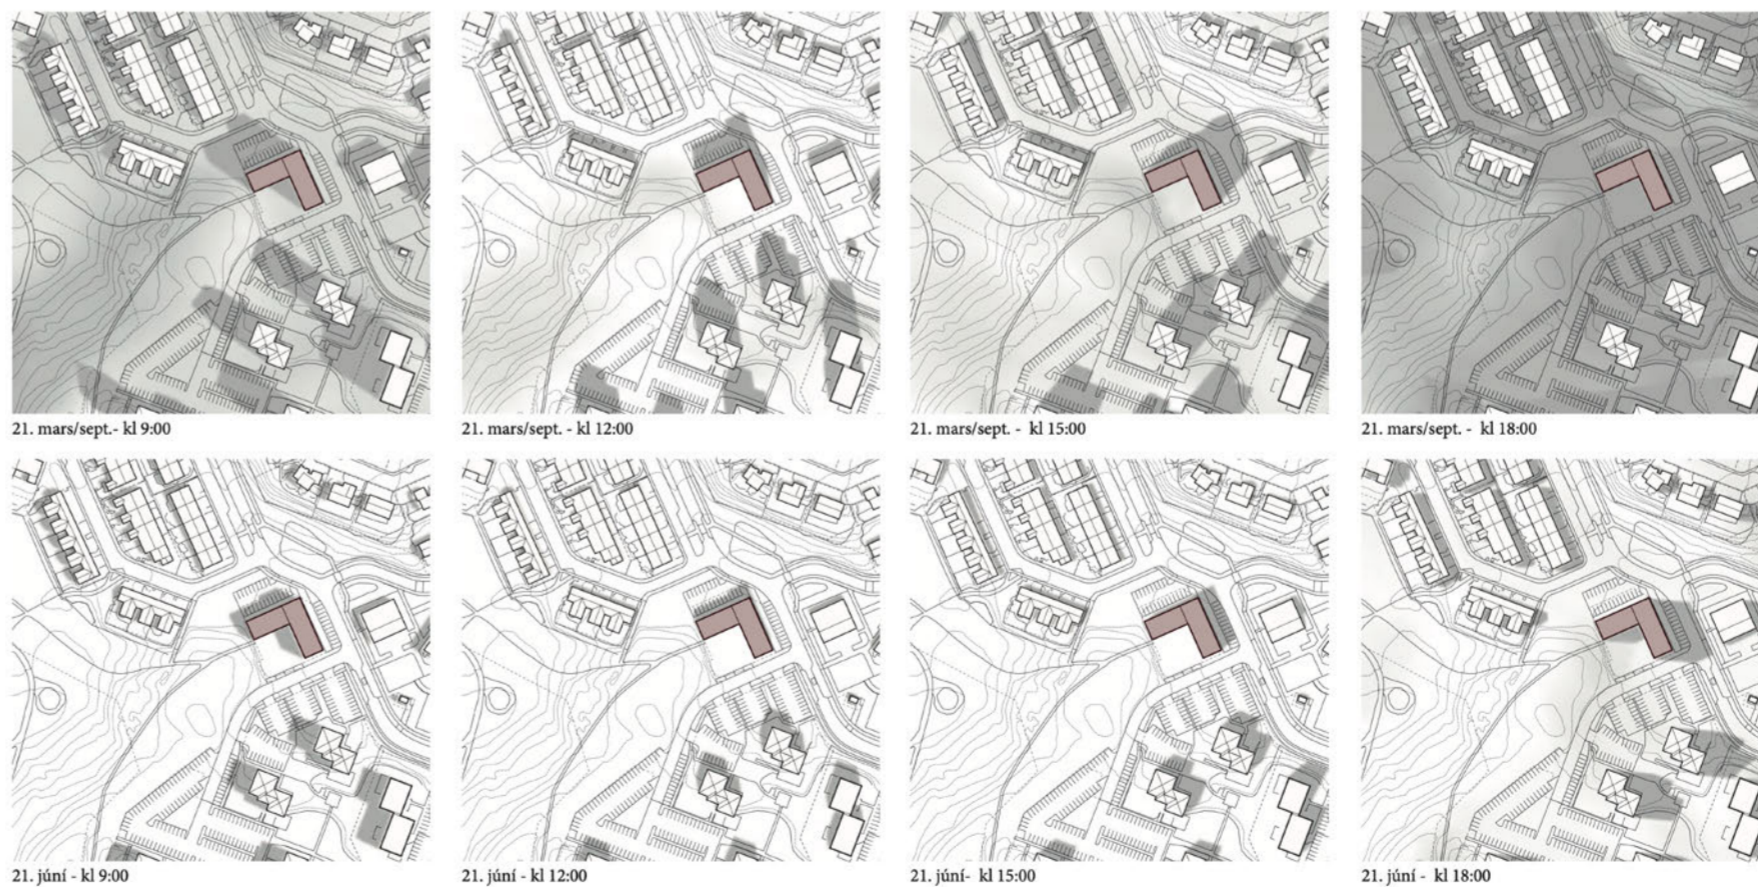 21. mars/sept.- kl 9:00
21. mars/sept. - kl 12:00
21. mars/sept. - kl 15:00
21. mars/sept. - kl 18:00
21. júní - kl 9:00
21. júní - kl 12:00
21. júní- kl 15:00
21. júní - kl 18:00